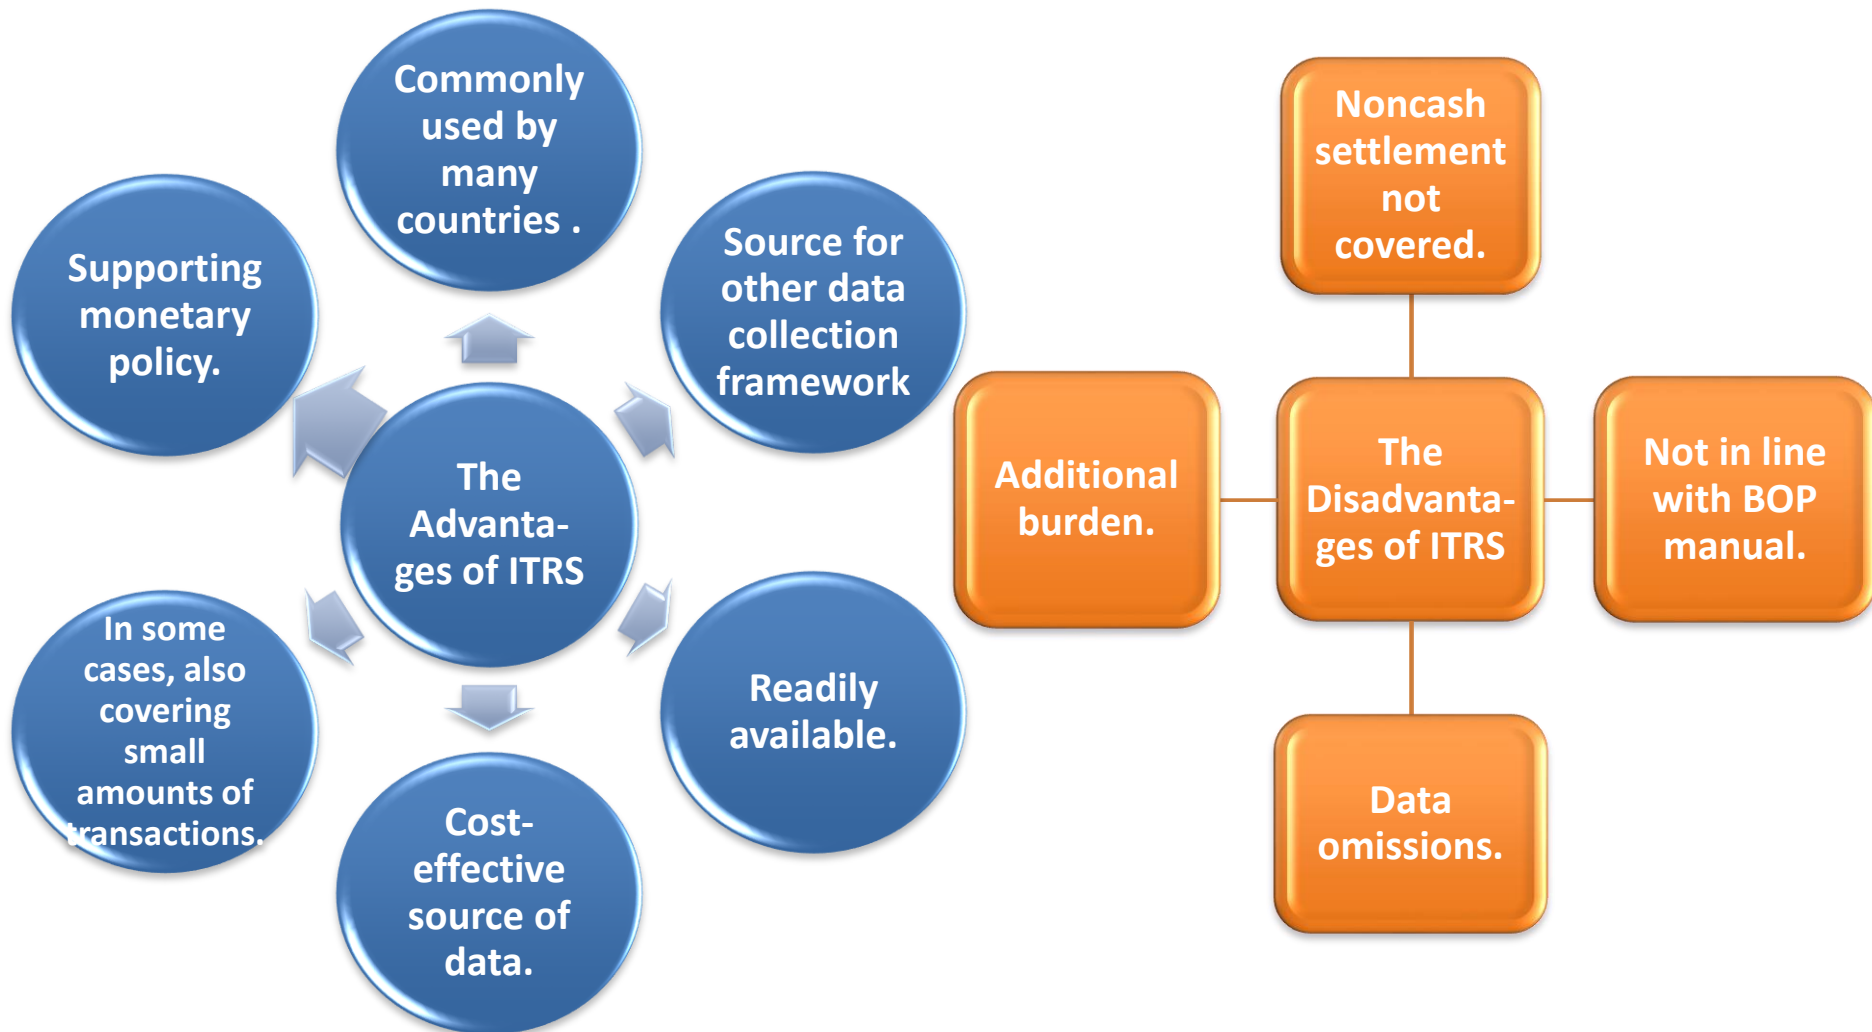 Commonly
used by
many
countries .
Supporting
monetary
policy.
Source for
other data
collection
framework
The
Advanta-
ges of ITRS
In some
cases, also
covering
small
amounts of
transactions.
Readily
available.
Cost-
effective
source of
data.
Noncash
settlement
not
covered.
Additional
burden.
The
Disadvanta-
ges of ITRS
Not in line
with BOP
manual.
Data
omissions.